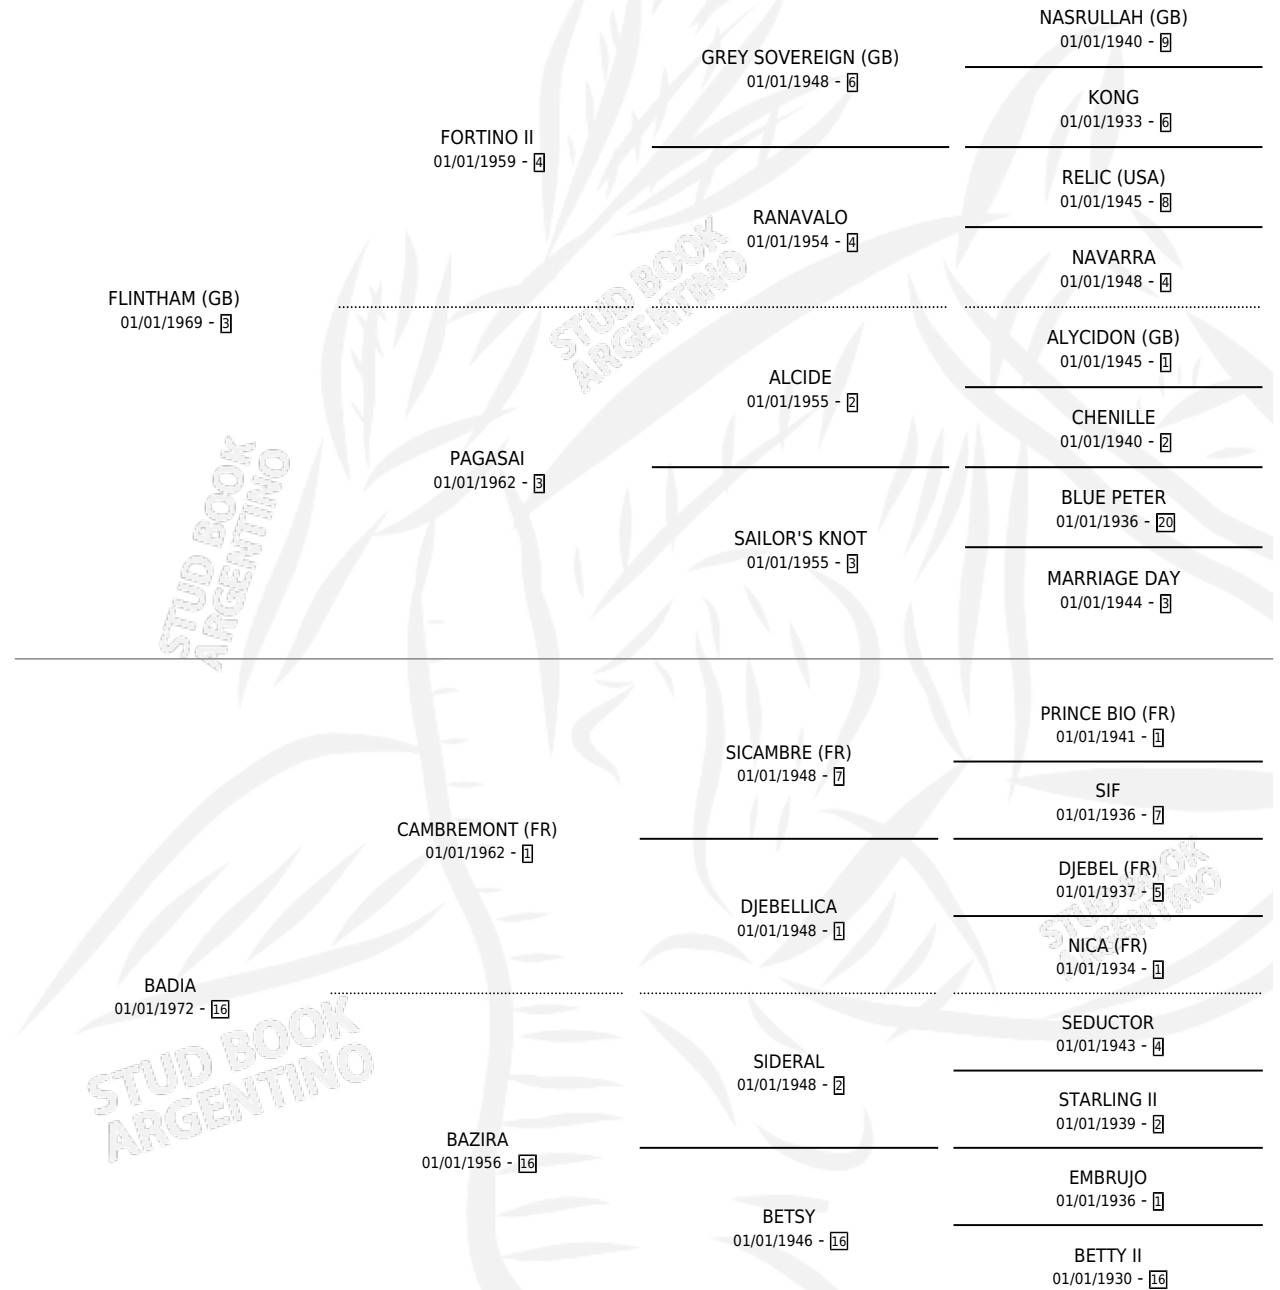 NASRULLAH (GB)
01/01/1940 - 9
GREY SOVEREIGN (GB)
01/01/1948 - 6
KONG
01/01/1933 - 6
FORTINO II
01/01/1959 - 4
RELIC (USA)
01/01/1945 - 8
RANAVALO
01/01/1954 - 4
NAVARRA
01/01/1948 - 4
FLINTHAM (GB)
01/01/1969 - 3
ALYCIDON (GB)
01/01/1945 - 1
ALCIDE
01/01/1955 - 2
CHENILLE
01/01/1940 - 2
PAGASAI
01/01/1962 - 3
BLUE PETER
01/01/1936 - 20
SAILOR'S KNOT
01/01/1955 - 3
MARRIAGE DAY
01/01/1944 - 3
PRINCE BIO (FR)
01/01/1941 - 1
SICAMBRE (FR)
01/01/1948 - 7
SIF
01/01/1936 - 7
CAMBREMONT (FR)
01/01/1962 - 1
DJEBEL (FR)
01/01/1937 - 5
DJEBELLICA
01/01/1948 - 1
NICA (FR)
01/01/1934 - 1
BADIA
01/01/1972 - 16
SEDUCTOR
01/01/1943 - 4
SIDERAL
01/01/1948 - 2
STARLING II
01/01/1939 - 2
BAZIRA
01/01/1956 - 16
EMBRUJO
01/01/1936 - 1
BETSY
01/01/1946 - 16
BETTY II
01/01/1930 - 16
STUD BOOK
ARGENTINO
STUD BOOK
ARGENTINO
STUD BOOK
ARGENTINO
STUD BOOK
ARGENTINO